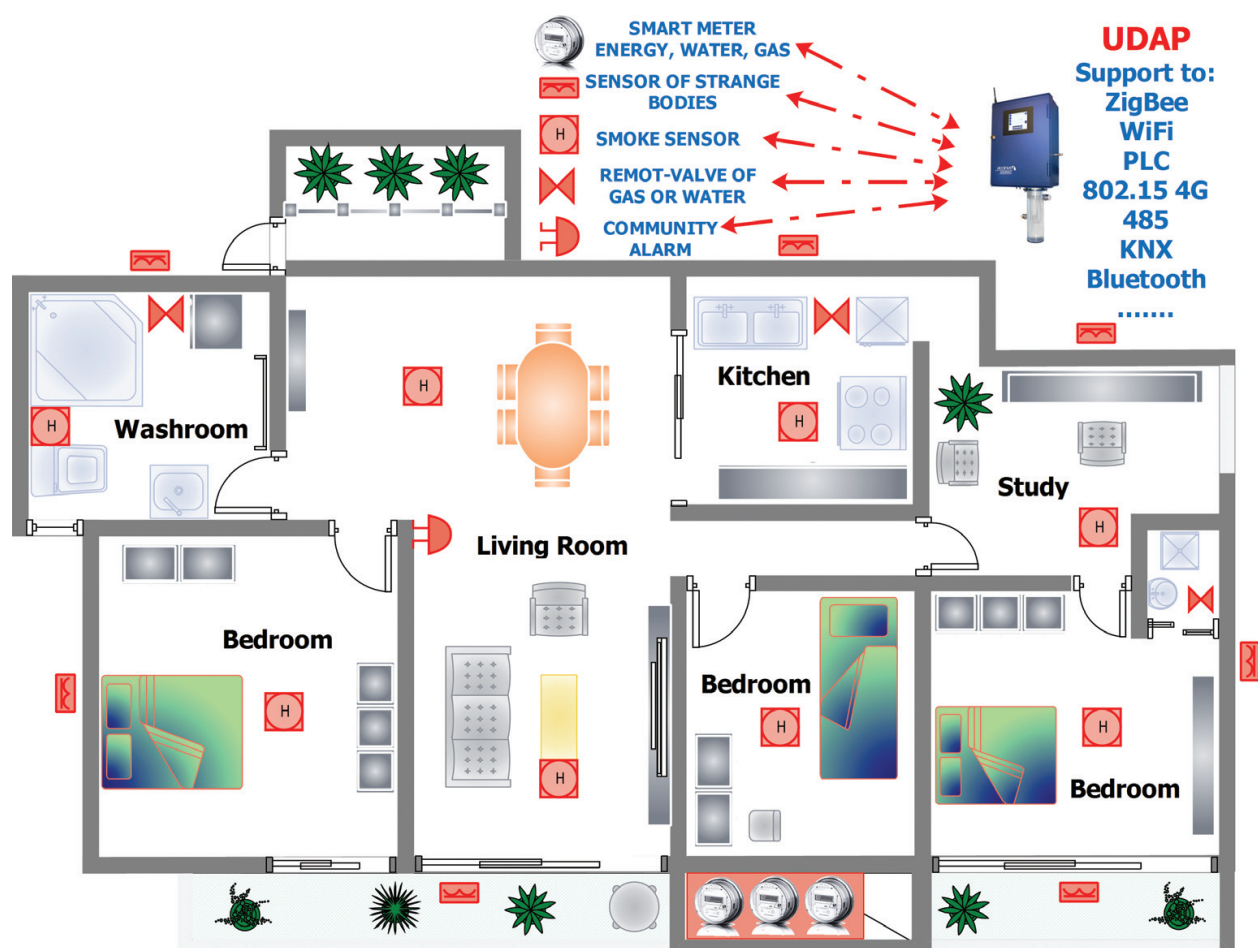 SMART METER
ENERGY, WATER, GAS
SENSOR OF STRANGE
BODIES
H
SMOKE SENSOR
REMOT-VALVE OF
GAS OR WATER
COMMUNITY
ALARM
UDAP
Support to:
ZigBee
WiFi
PLC
802.15 4G
485
KNX
Bluetooth
.......
Kitchen
H
H
H
Washroom
Study
H
Living Room
Bedroom
H
Bedroom
H
H
Bedroom
H